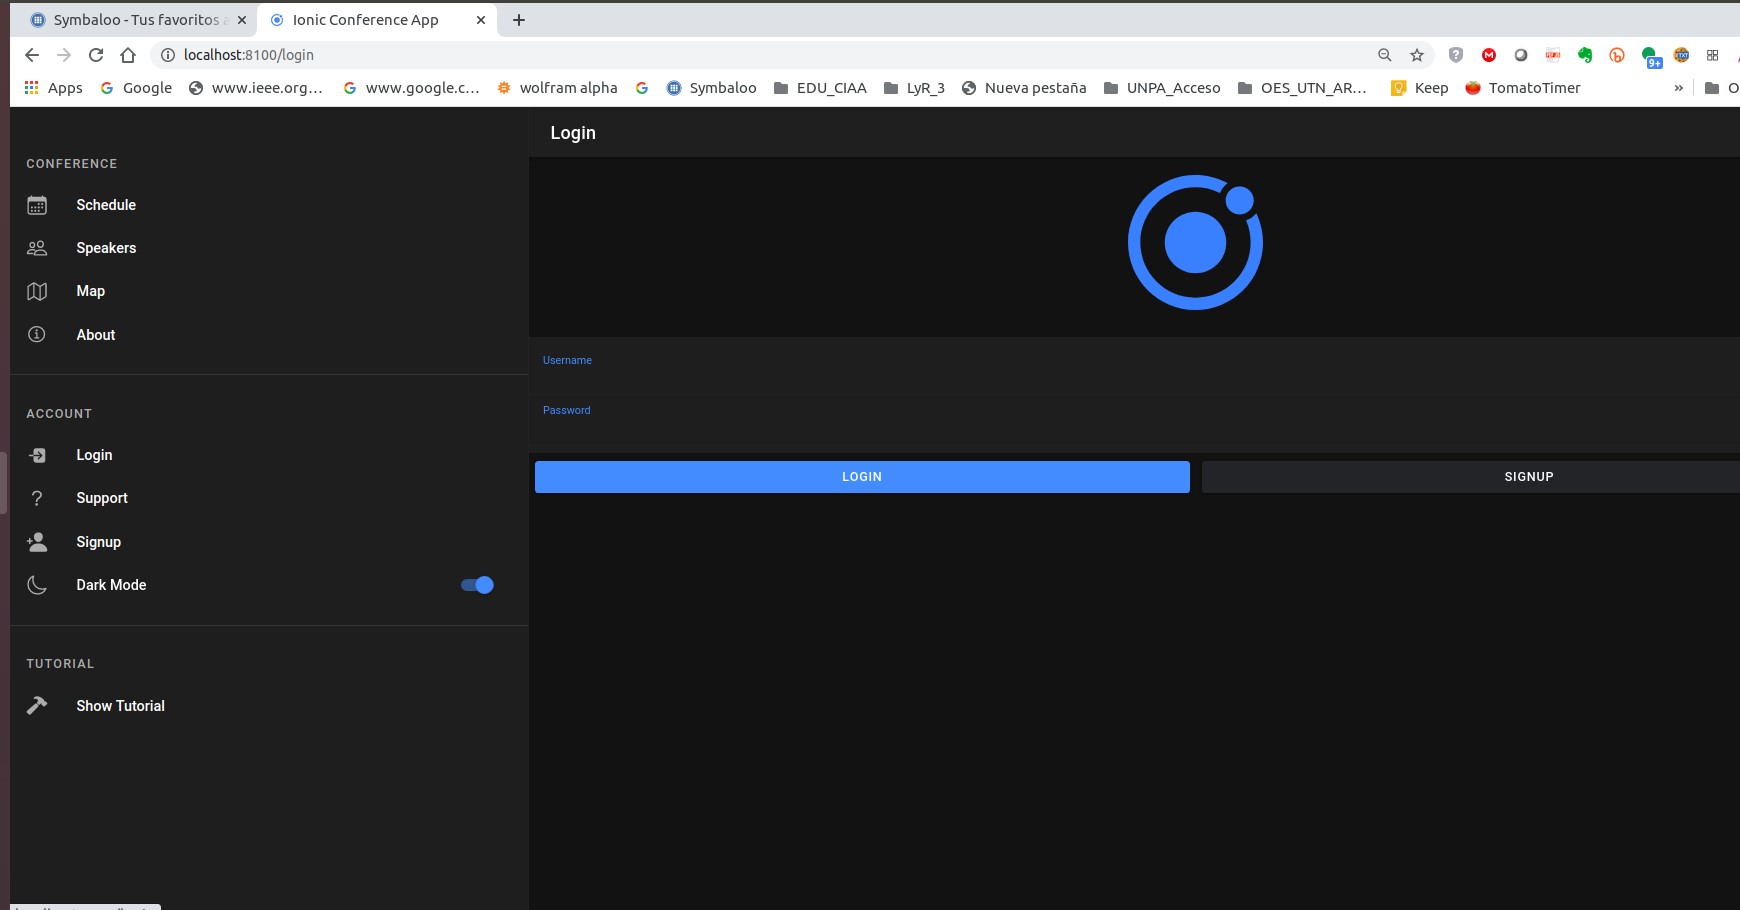 Symbaloo - Tus favoritos a
Ionic Conference App
localhost:8100/login
9+
Apps
Google
www.ieee.org...
www.google.c...
wolfram alpha
Symbaloo
EDU_CIAA
LyR_3
Nueva pestaña
UNPA_Acceso
OES_UTN_AR...
Keep
TomatoTimer
»
O
Login
CONFERENCE
Schedule
Speakers
Map
About
ACCOUNT
Login
Support
Signup
Dark Mode
TUTORIAL
Show Tutorial
Username
Password
LOGIN
SIGNUP